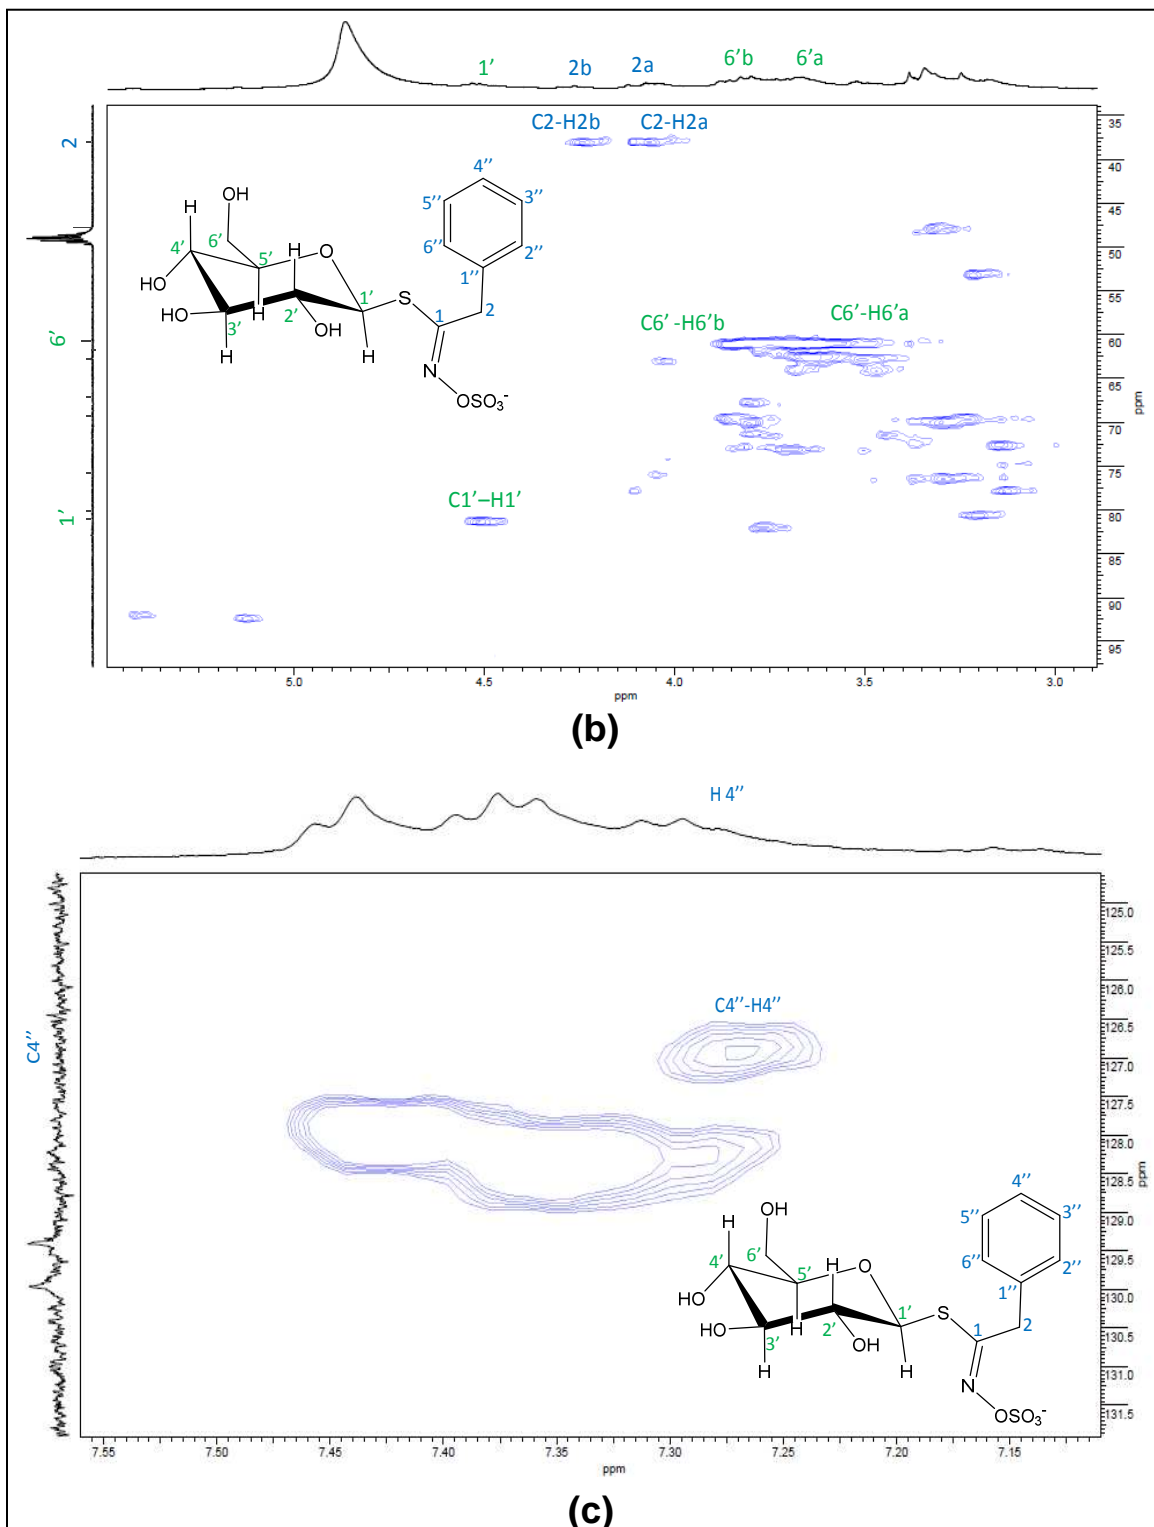 1’ 2b 2a 6’b 6’a
C2-H2b C2-H2a
2
6’
1’
35
40
45
50
55
60
65
70
75
80
85
90
95
ppm
4’’
5’’ 3’’
6’’ 2’’
1’’
OH
H
6’
4’ 5’ H O
HO
HO 3’ H 2’ OH 1’ H
S
1 2
N
OSO₃⁻
C6’ -H6’b C6’-H6’a
C1’–H1’
5.0 4.5 4.0 3.5 3.0
ppm
(b)
H 4’’
C4’’
C4’’-H4’’
125.0
125.5
126.0
126.5
127.0
127.5
128.0
128.5
129.0
129.5
130.0
130.5
131.0
131.5
ppm
4’’
5’’ 3’’
6’’ 2’’
1’’
OH
H
6’
4’ 5’ H O
HO
HO 3’ H 2’ OH 1’ H
S
1 2
N
OSO₃⁻
7.55 7.50 7.45 7.40 7.35 7.30 7.25 7.20 7.15
ppm
(c)